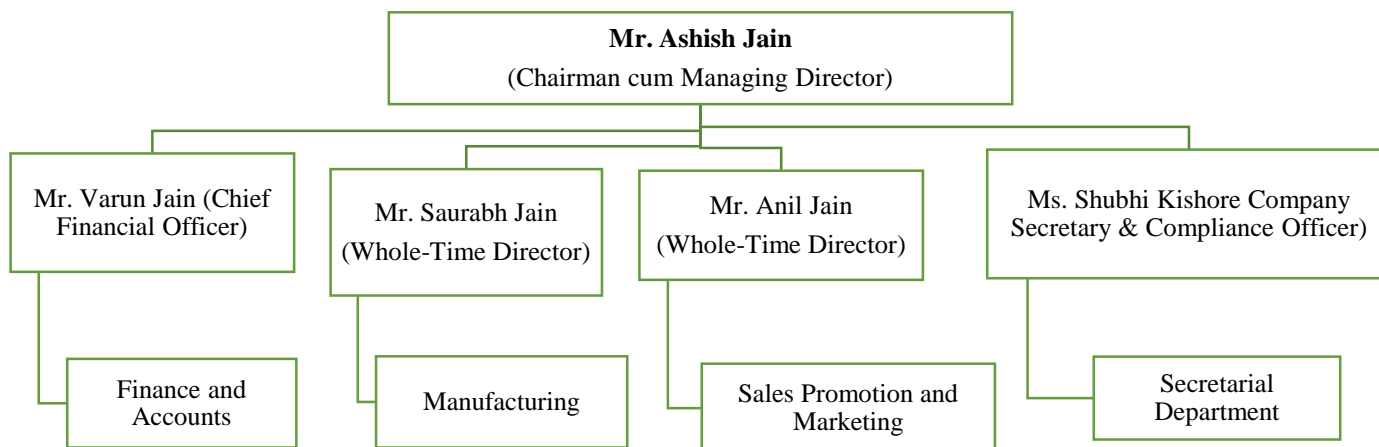 Mr. Ashish Jain
(Chairman cum Managing Director)
Mr. Varun Jain (Chief
Financial Officer)
Mr. Saurabh Jain
(Whole-Time Director)
Mr. Anil Jain
(Whole-Time Director)
Ms. Shubhi Kishore Company
Secretary & Compliance Officer)
Finance and
Accounts
Manufacturing
Sales Promotion and
Marketing
Secretarial
Department